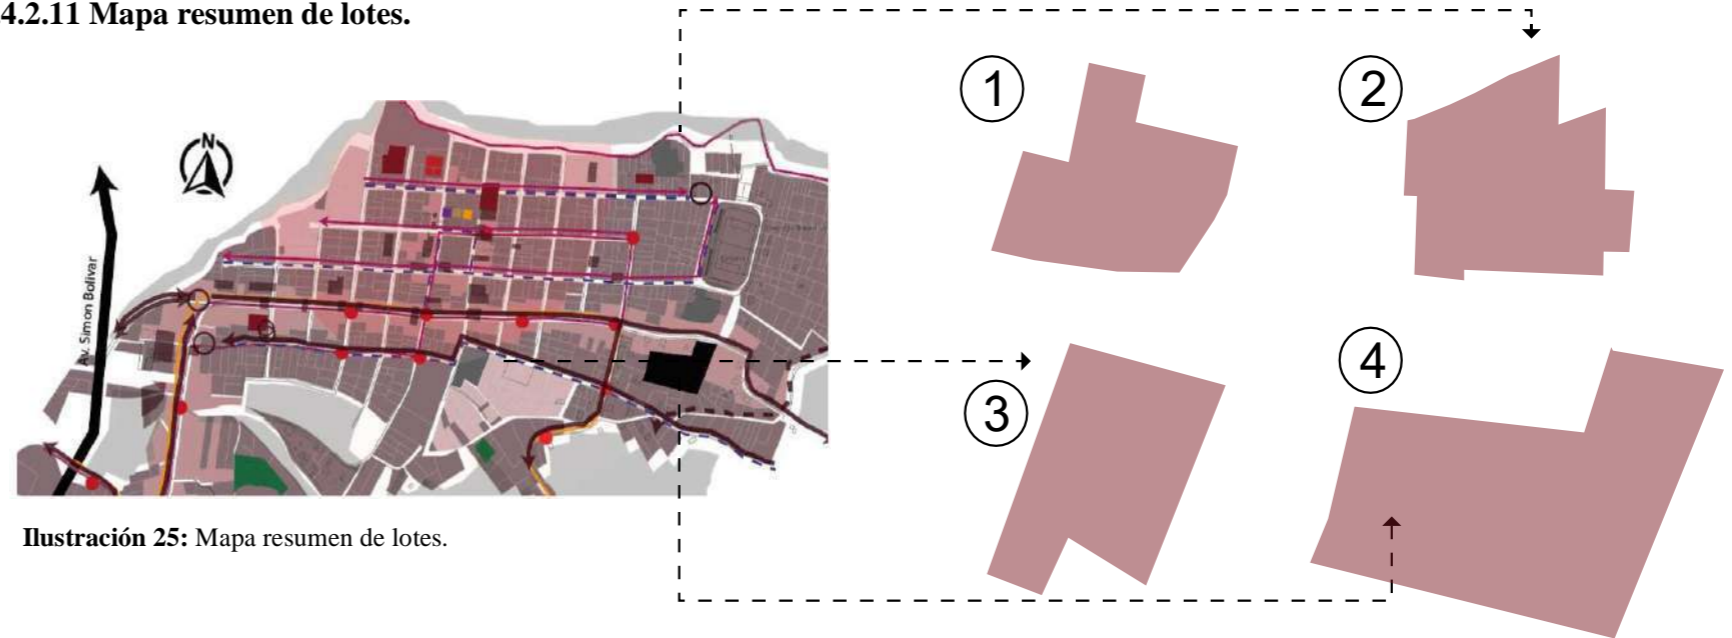 4.2.11 Mapa resumen de lotes.
N
Av. Simon Bolivar
1
2
3
4
Ilustración 25: Mapa resumen de lotes.